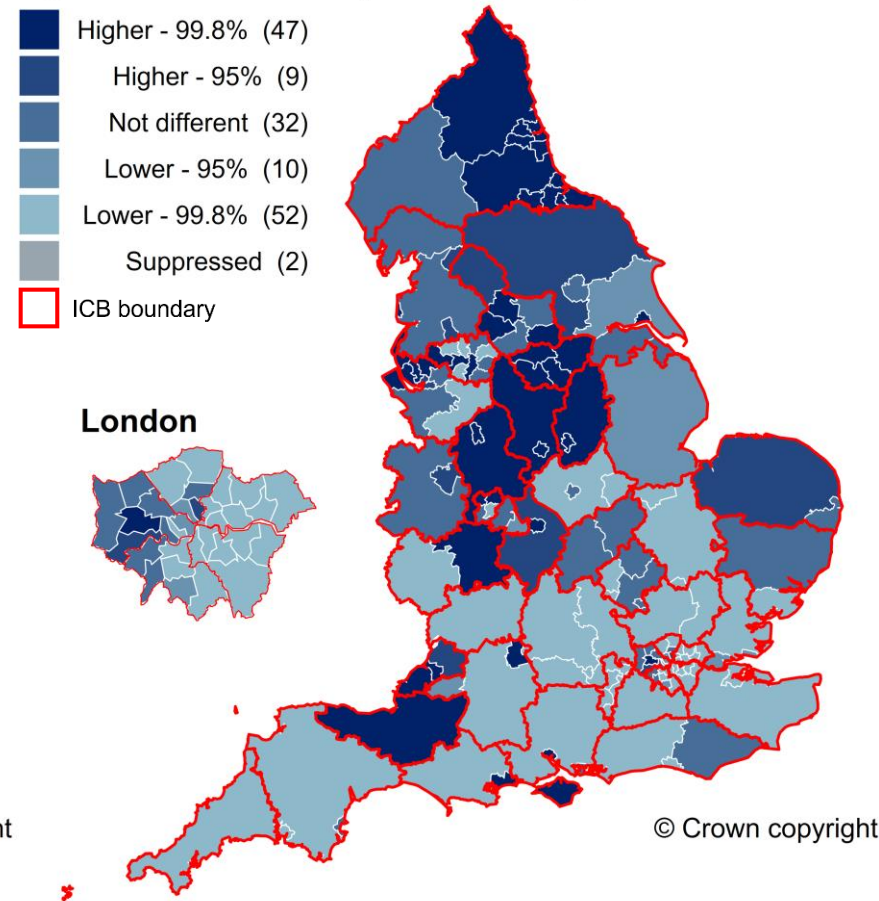 Higher - 99.8% (47)
Higher - 95% (9)
Not different (32)
Lower - 95% (10)
Lower - 99.8% (52)
Suppressed (2)
ICB boundary
London
© Crown copyright